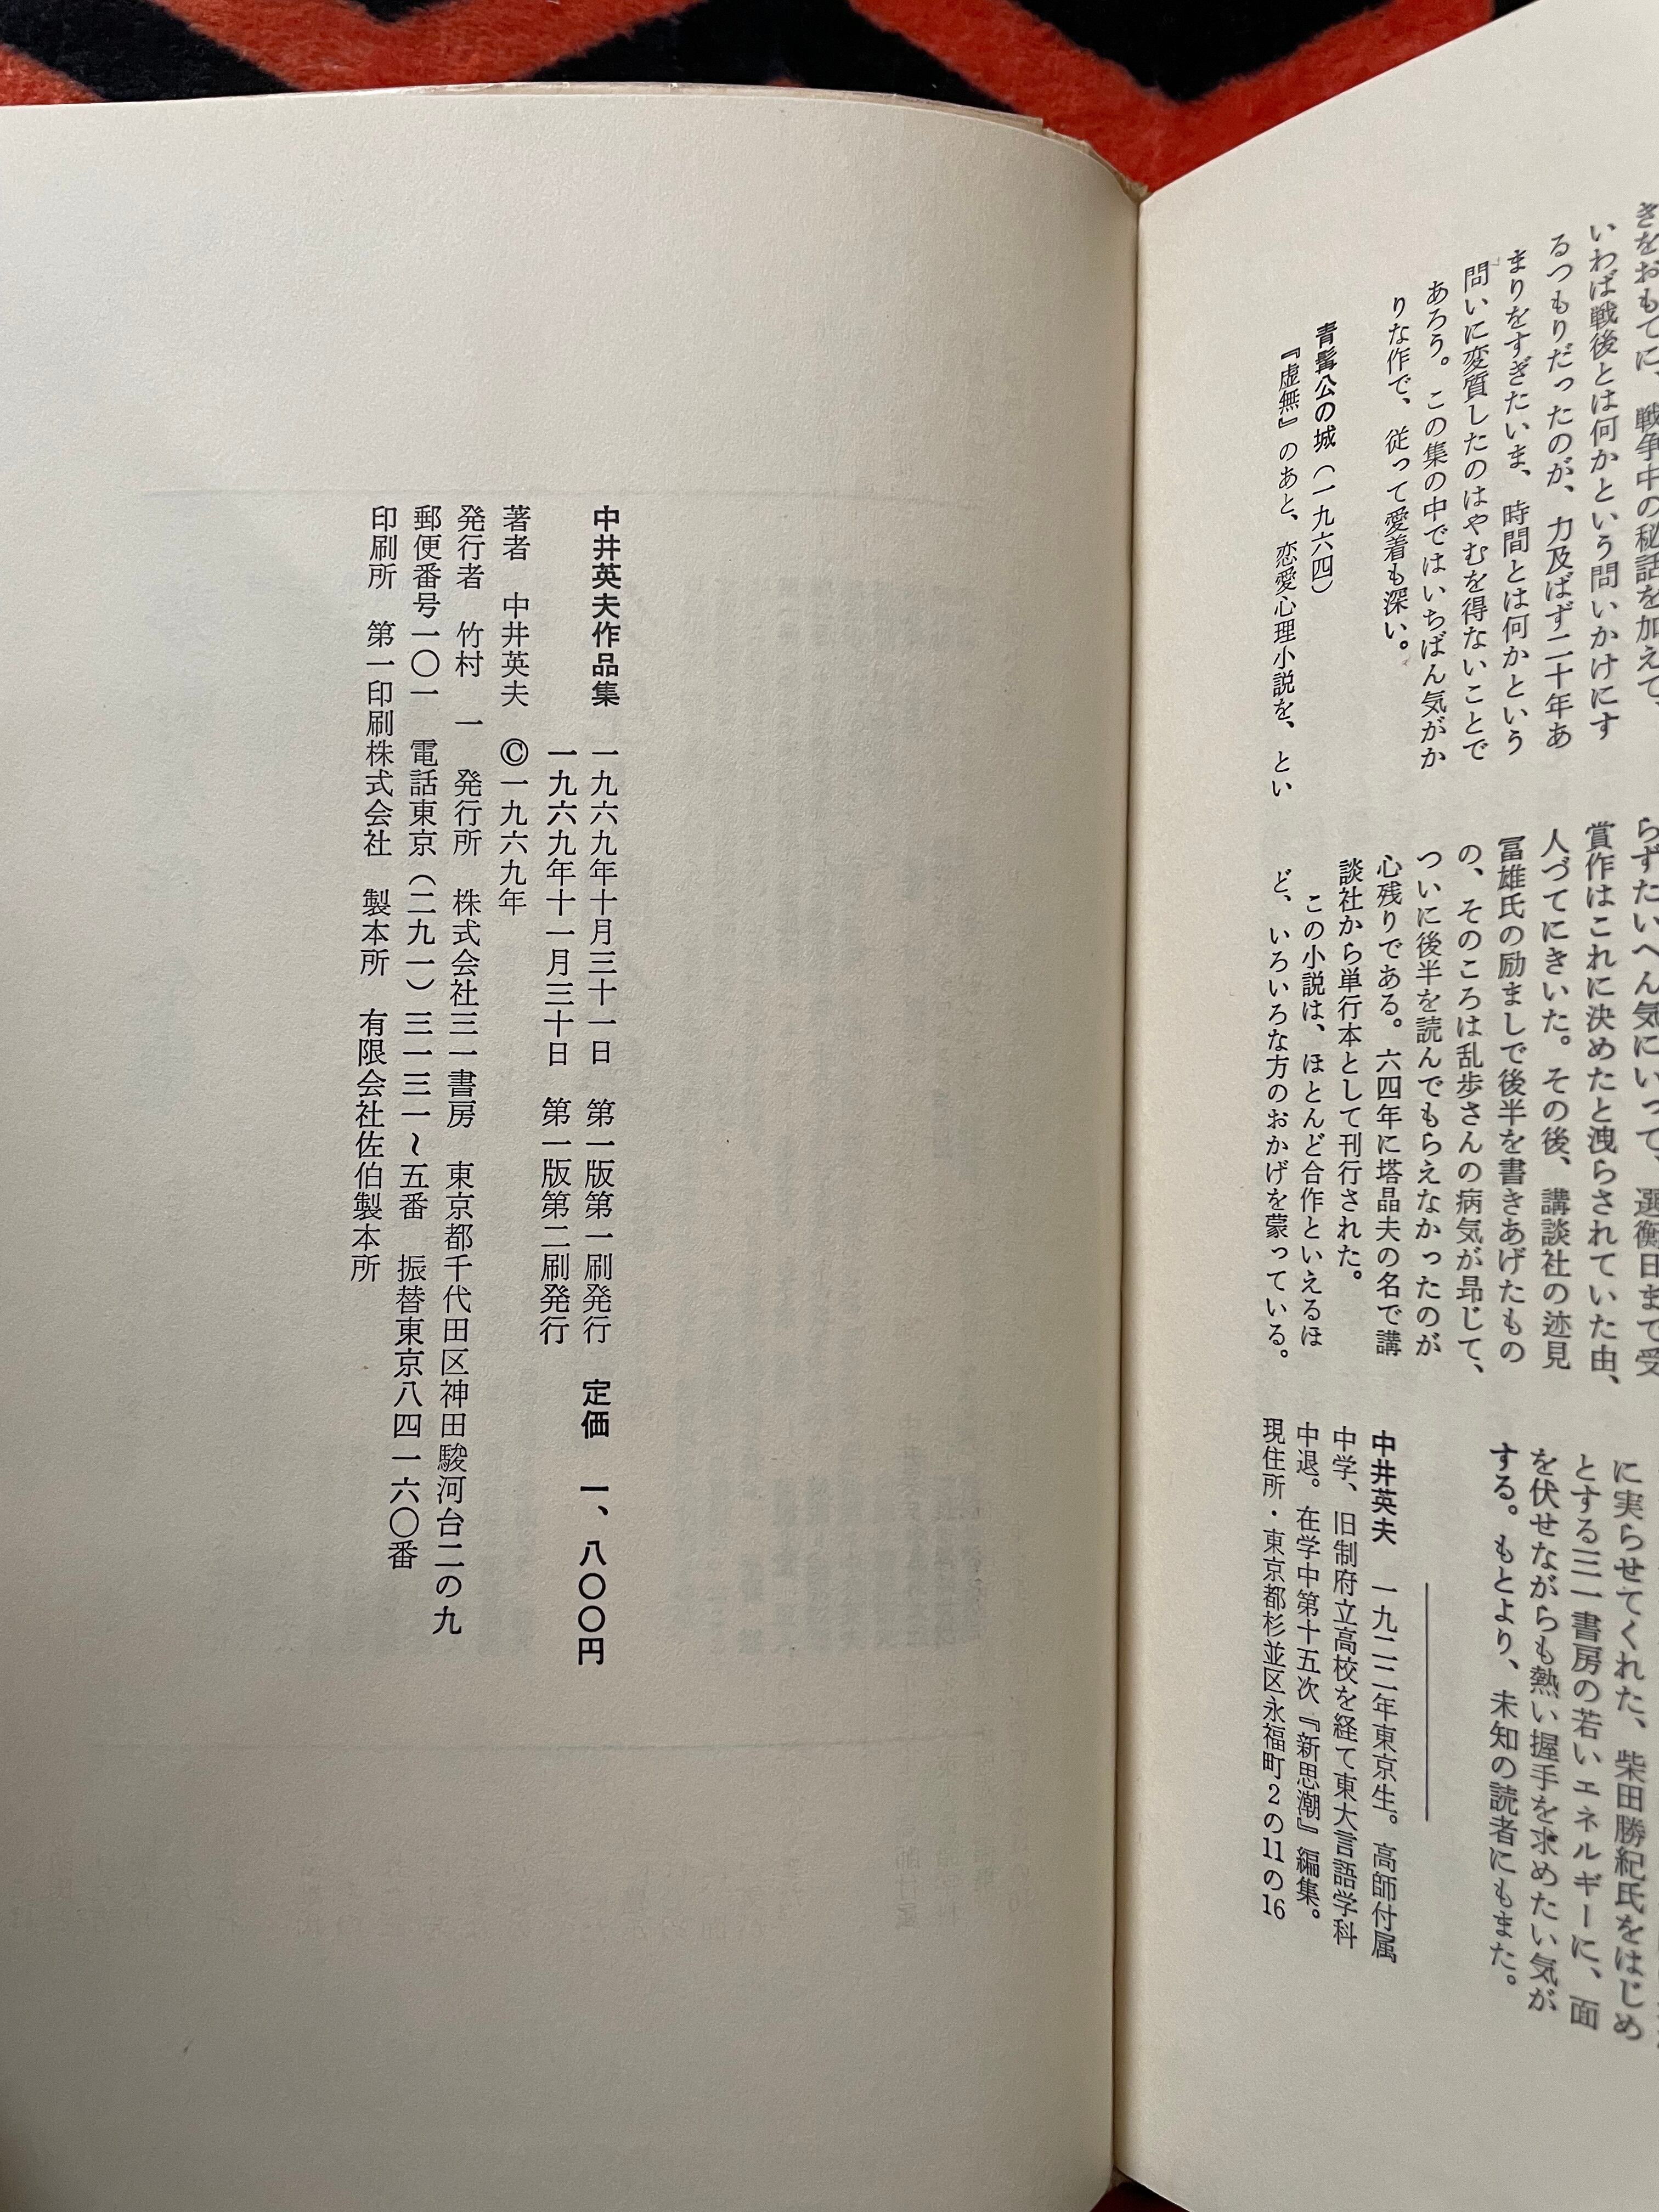 きをおもてに、戦争中の秘話を加えて、
いわば戦後とは何かという問いかけにす
るつもりだったのが、力及ばず二十年あ
まりをすぎたいま、時間とは何かという
問いに変質したのはやむを得ないことで
あろう。この集の中ではいちばん気がか
りな作で、従って愛着も深い。
青髯公の城（一九六四）
『虚無』のあと、恋愛心理小説を、とい
らずたいへん気にいって、選衡日まで受
賞作はこれに決めたと洩らされていた由、
人づてにきいた。その後、講談社の迹見
富雄氏の励ましで後半を書きあげたもの
の、そのころは乱歩さんの病気が昂じて、
ついに後半を読んでもらえなかったのが
心残りである。六四年に塔晶夫の名で講
談社から単行本として刊行された。
この小説は、ほとんど合作といえるほ
ど、いろいろな方のおかげを蒙っている。
に実らせてくれた、柴田勝紀氏をはじめ
とする三一書房の若いエネルギーに、面
を伏せながらも熱い握手を求めたい気が
する。もとより、未知の読者にもまた。
中井英夫　一九二二年東京生。高師付属
中学、旧制府立高校を経て東大言語学科
中退。在学中第十五次『新思潮』編集。
現住所・東京都杉並区永福町2の11の16
中井英夫作品集　一九六九年十月三十一日　第一版第一刷発行　定価　一、八〇〇円
一九六九年十一月三十日　第一版第二刷発行
著者　中井英夫　©一九六九年
発行者　竹村　一　発行所　株式会社三一書房　東京都千代田区神田駿河台二の九
郵便番号一〇一　電話東京（二九一）三一三一～五番　振替東京八四一六〇番
印刷所　第一印刷株式会社　製本所　有限会社佐伯製本所